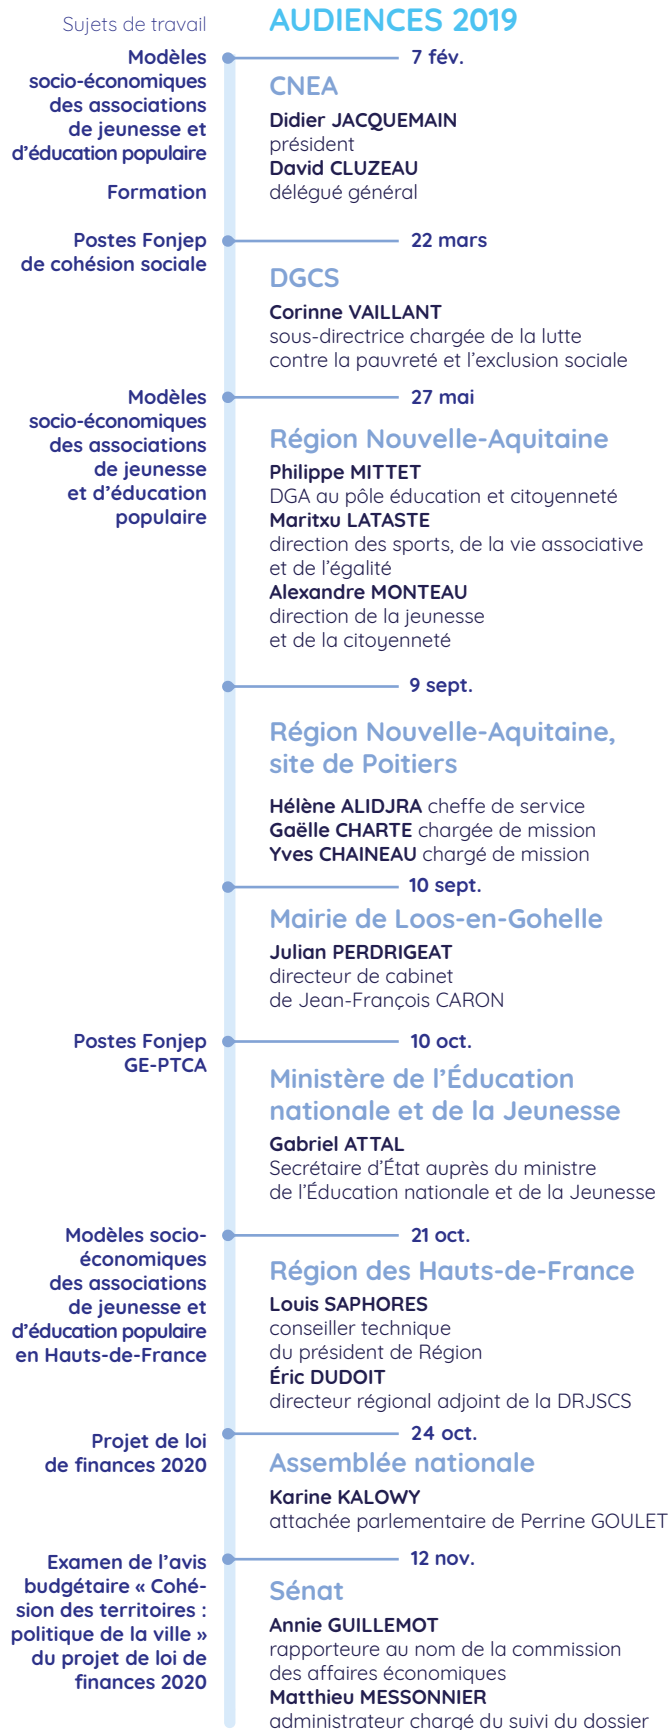 Sujets de travail
AUDIENCES 2019
Modèles
socio-économiques
des associations
de jeunesse et
d’éducation populaire
Formation
7 fév.
CNEA
Didier JACQUEMAIN
président
David CLUZEAU
délégué général
Postes Fonjep
de cohésion sociale
22 mars
DGCS
Corinne VAILLANT
sous-directrice chargée de la lutte
contre la pauvreté et l’exclusion sociale
Modèles
socio-économiques
des associations
de jeunesse
et d’éducation
populaire
27 mai
Région Nouvelle-Aquitaine
Philippe MITTET
DGA au pôle éducation et citoyenneté
Maritxu LATASTE
direction des sports, de la vie associative
et de l’égalité
Alexandre MONTEAU
direction de la jeunesse
et de la citoyenneté
9 sept.
Région Nouvelle-Aquitaine,
site de Poitiers
Hélène ALIDJRA cheffe de service
Gaëlle CHARTE chargée de mission
Yves CHAINEAU chargé de mission
10 sept.
Mairie de Loos-en-Gohelle
Julian PERDRIGEAT
directeur de cabinet
de Jean-François CARON
Postes Fonjep
GE-PTCA
10 oct.
Ministère de l’Éducation
nationale et de la Jeunesse
Gabriel ATTAL
Secrétaire d’État auprès du ministre
de l’Éducation nationale et de la Jeunesse
Modèles socio-
économiques
des associations
de jeunesse et
d’éducation populaire
en Hauts-de-France
21 oct.
Région des Hauts-de-France
Louis SAPHORES
conseiller technique
du président de Région
Éric DUDOIT
directeur régional adjoint de la DRJSCS
Projet de loi
de finances 2020
24 oct.
Assemblée nationale
Karine KALOWY
attachée parlementaire de Perrine GOULET
Examen de l’avis
budgétaire « Cohé-
sion des territoires :
politique de la ville »
du projet de loi de
finances 2020
12 nov.
Sénat
Annie GUILLEMOT
rapporteure au nom de la commission
des affaires économiques
Matthieu MESSONNIER
administrateur chargé du suivi du dossier